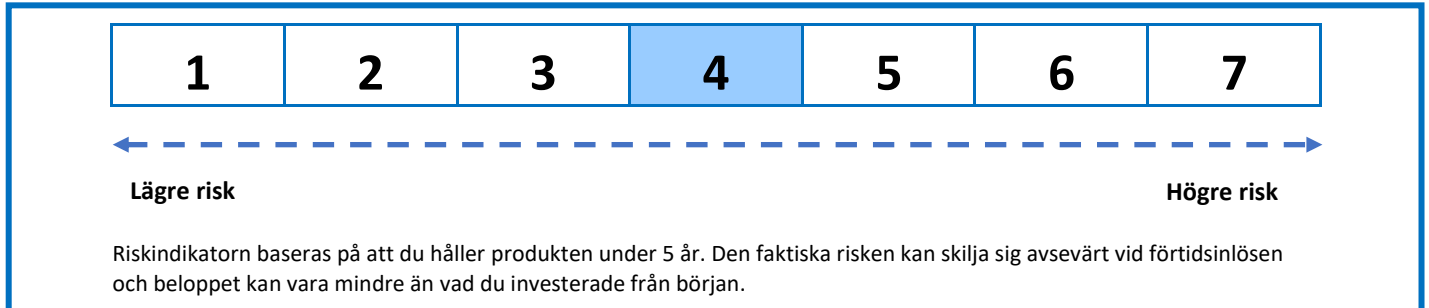 1 2 3 4 5 6 7
Lägre risk Högre risk
Riskindikatorn baseras på att du håller produkten under 5 år. Den faktiska risken kan skilja sig avsevärt vid förtidsinlösen
och beloppet kan vara mindre än vad du investerade från början.